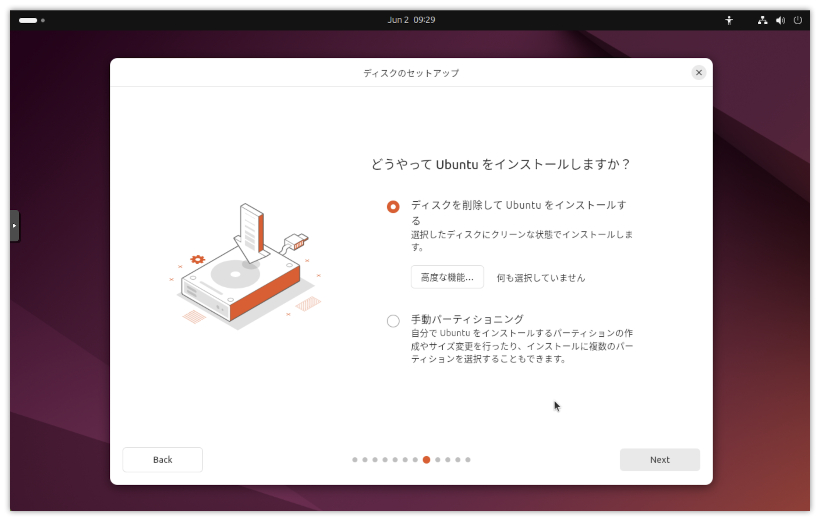 Jun 2 09:29
ディスクのセットアップ
どうやって Ubuntu をインストールしますか？
ディスクを削除して Ubuntu をインストールす
る
選択したディスクにクリーンな状態でインストールしま
す。
高度な機能... 何も選択していません
手動パーティショニング
自分で Ubuntu をインストールするパーティションの作
成やサイズ変更を行ったり、インストールに複数のパー
ティションを選択することもできます。
Back Next